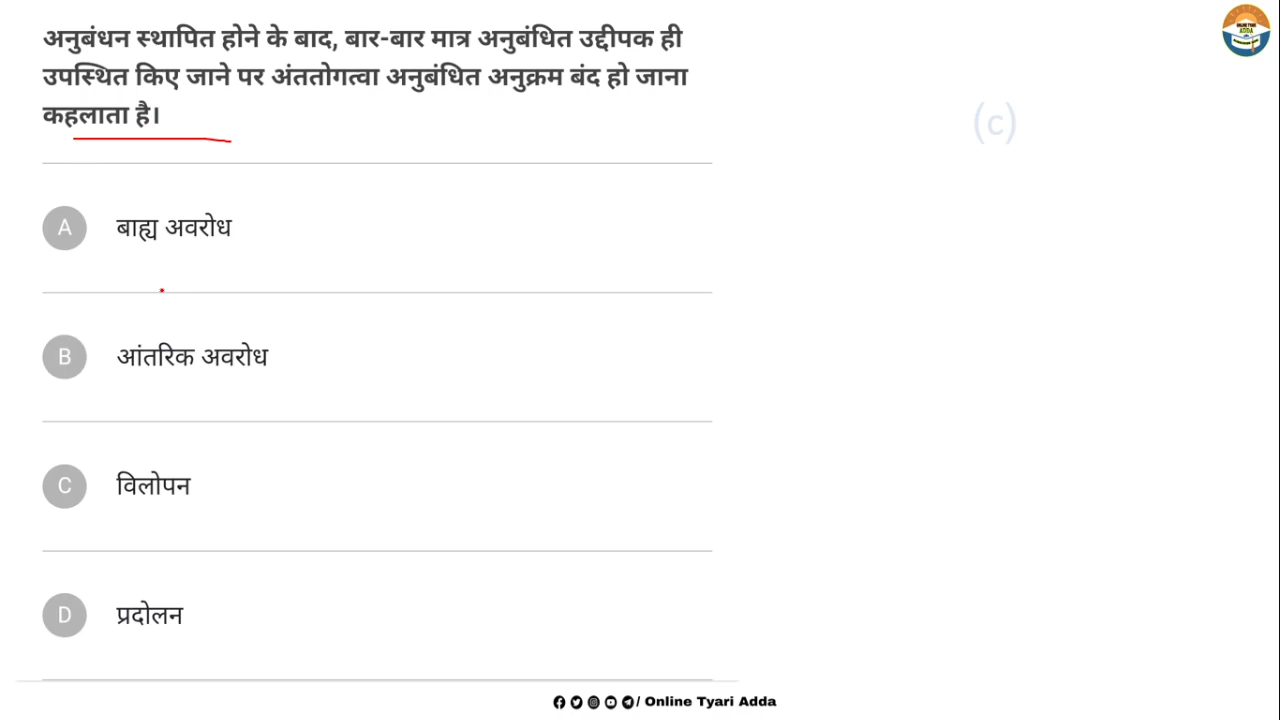 अनुबंधन स्थापित होने के बाद, बार-बार मात्र अनुबंधित उद्दीपक ही
उपस्थित किए जाने पर अंततोगत्वा अनुबंधित अनुक्रम बंद हो जाना
कहलाता है।
(c)
A बाह्य अवरोध
B आंतरिक अवरोध
C विलोपन
D प्रदोलन
/ Online Tyari Adda